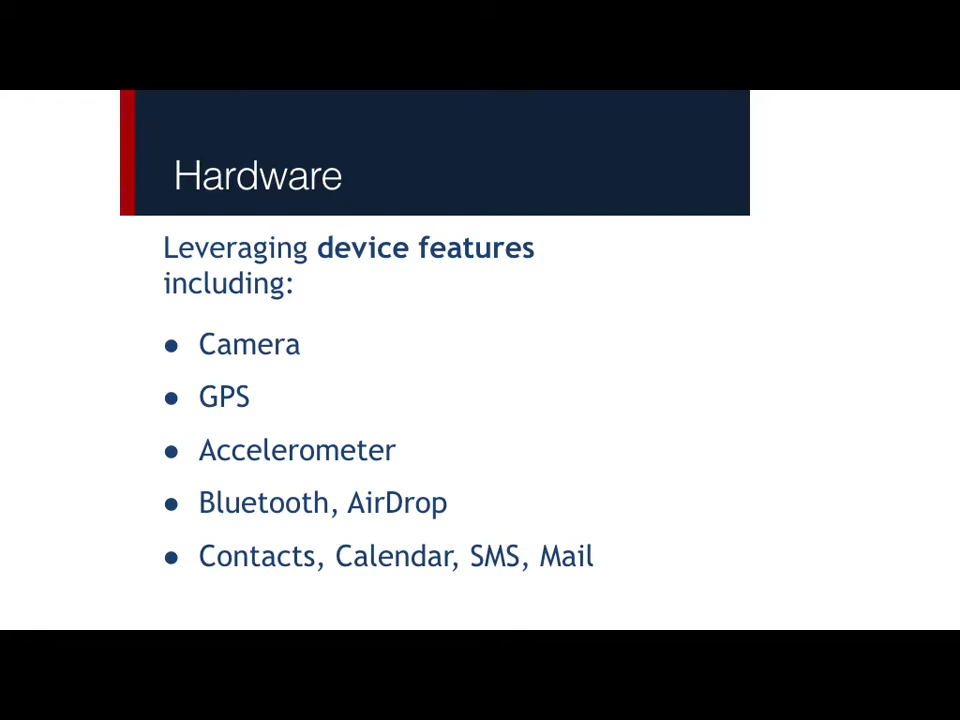 Hardware
Leveraging device features
including:
● Camera
● GPS
● Accelerometer
● Bluetooth, AirDrop
● Contacts, Calendar, SMS, Mail